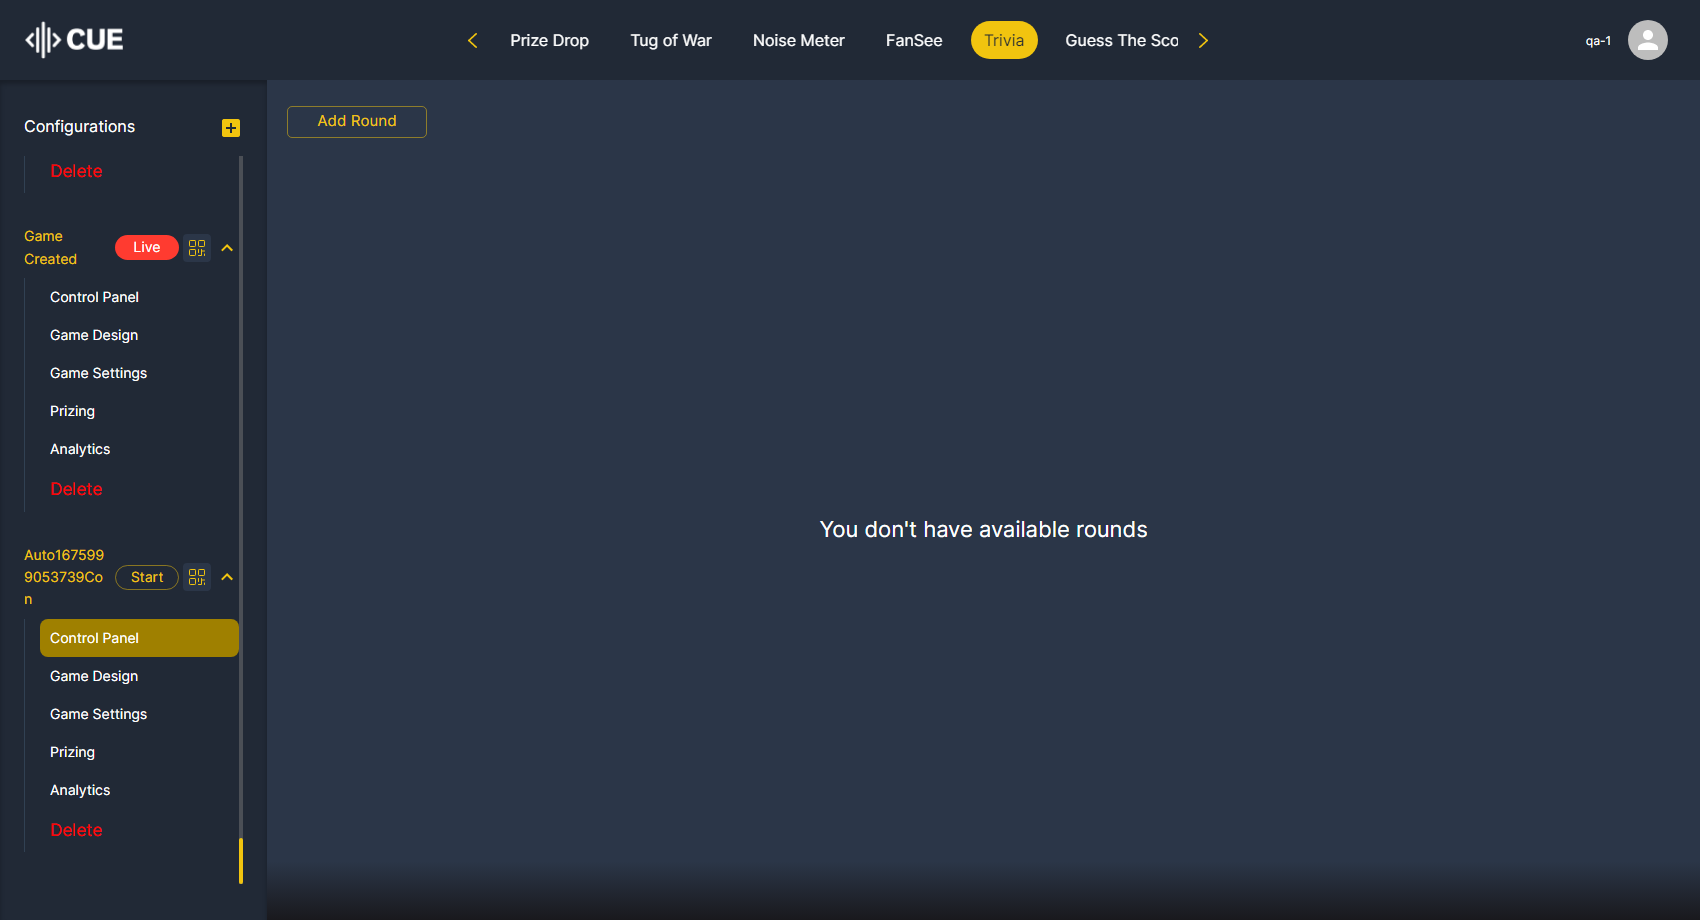 CUE
Prize Drop
Tug of War
Noise Meter
FanSee
Trivia
Guess The Sco
qa-1
Configurations
Add Round
Delete
Game
Created
Live
Control Panel
Game Design
Game Settings
Prizing
Analytics
Delete
Auto167599
9053739Co
n
Start
Control Panel
Game Design
Game Settings
Prizing
Analytics
Delete
You don't have available rounds